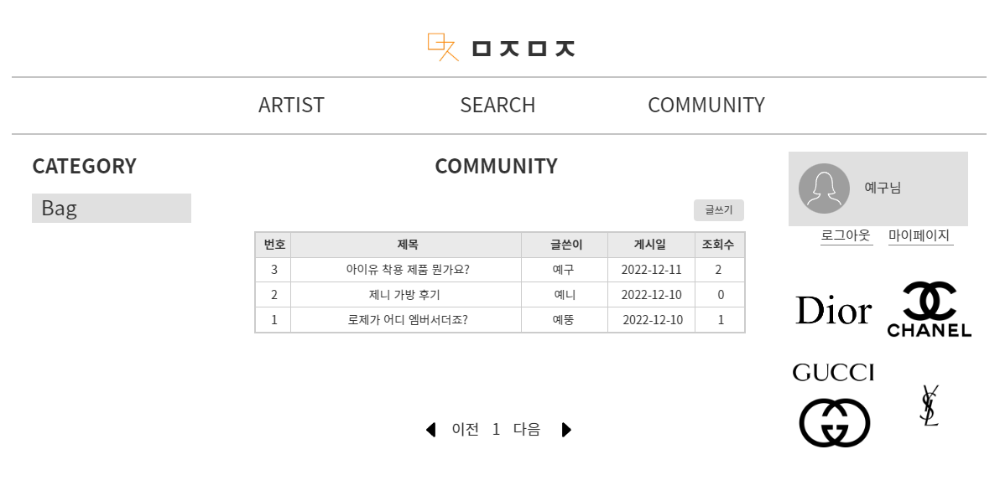 ㅁㅈㅁㅈ
ARTIST SEARCH COMMUNITY
CATEGORY
Bag
COMMUNITY
글쓰기
번호 제목 글쓴이 게시일 조회수
3 아이유 착용 제품 뭔가요? 예구 2022-12-11 2
2 제니 가방 후기 예니 2022-12-10 0
1 로제가 어디 엠버서더죠? 예뚱 2022-12-10 1
이전 1 다음
예구님
로그아웃 마이페이지
Dior
CHANEL
GUCCI
YSL